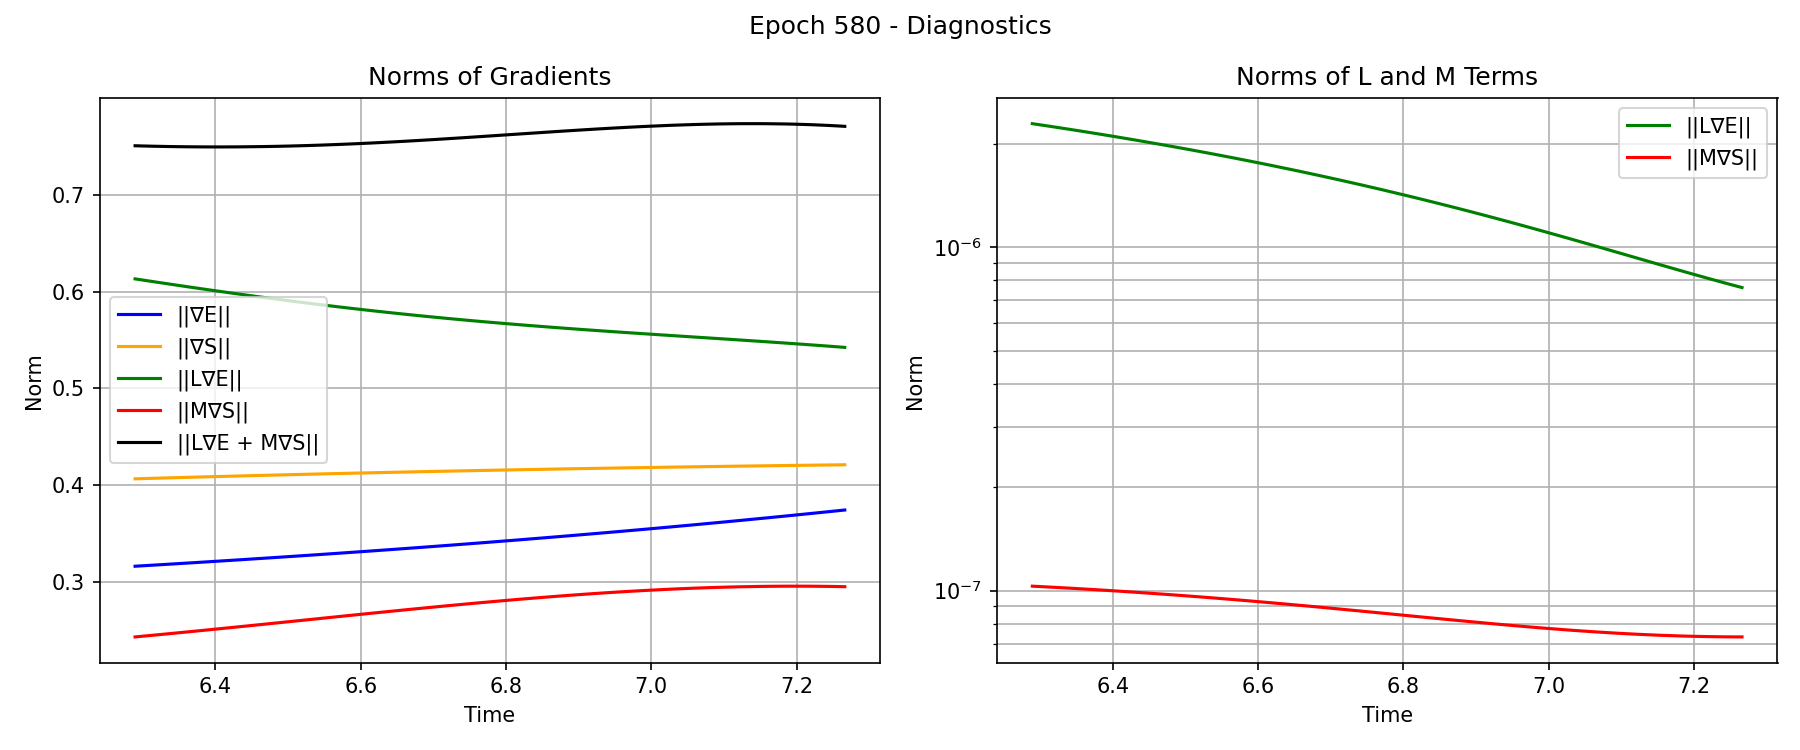 Epoch 580 - Diagnostics
Norms of Gradients
Norm
0.7
0.6
0.5
0.4
0.3
||∇E||
||∇S||
||L∇E||
||M∇S||
||L∇E + M∇S||
6.4 6.6 6.8 7.0 7.2
Time
Norms of L and M Terms
Norm
10⁻⁶
10⁻⁷
||L∇E||
||M∇S||
6.4 6.6 6.8 7.0 7.2
Time